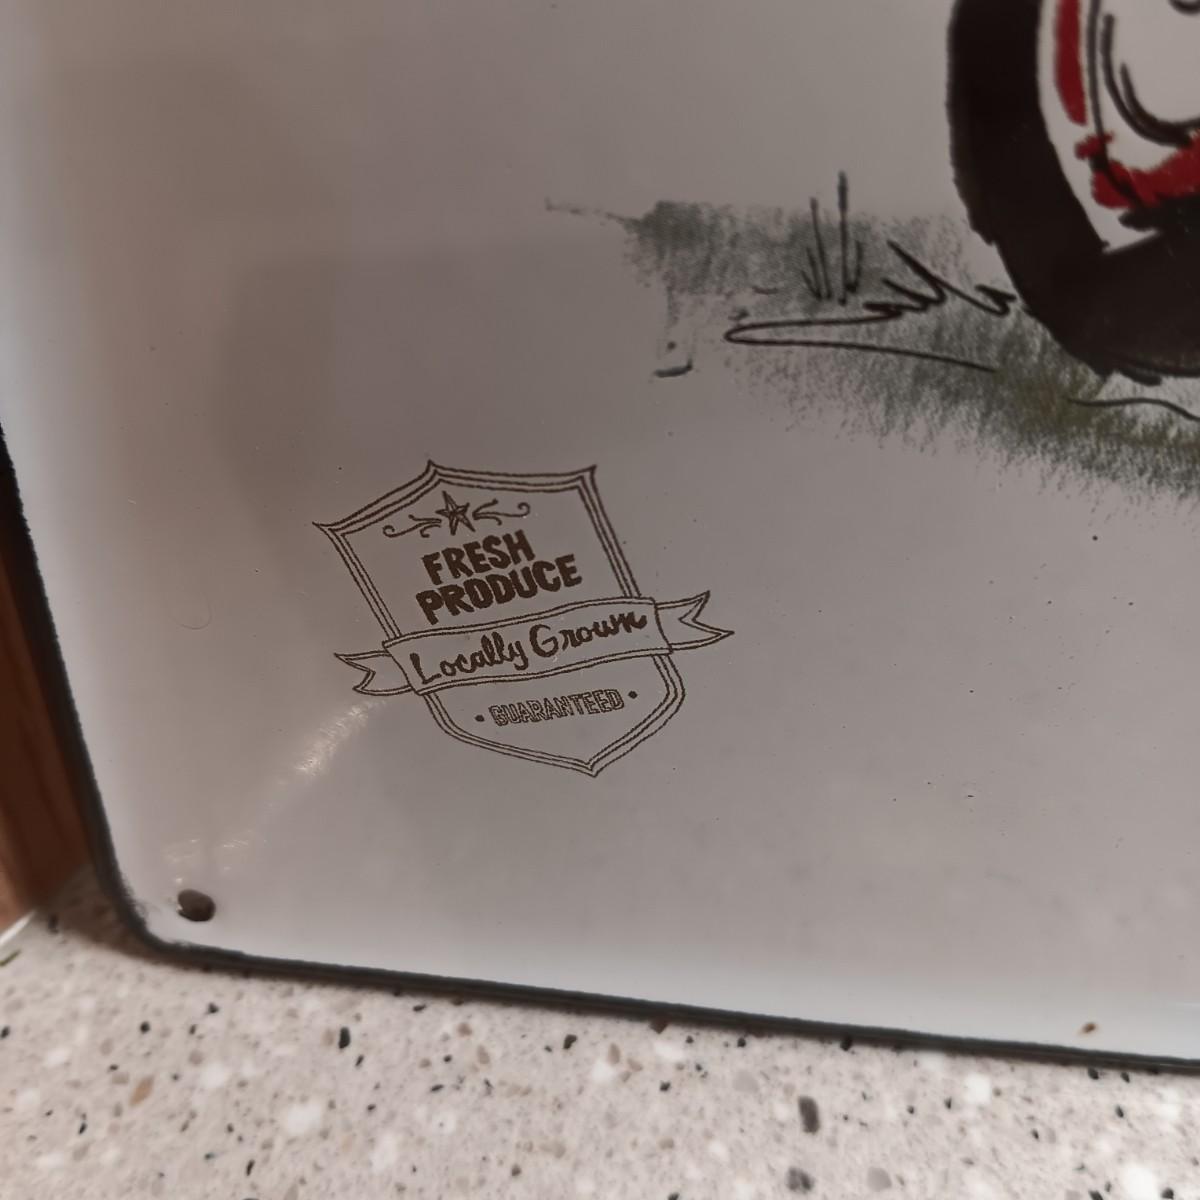 FRESH
PRODUCE
Locally Grown
• GUARANTEED •